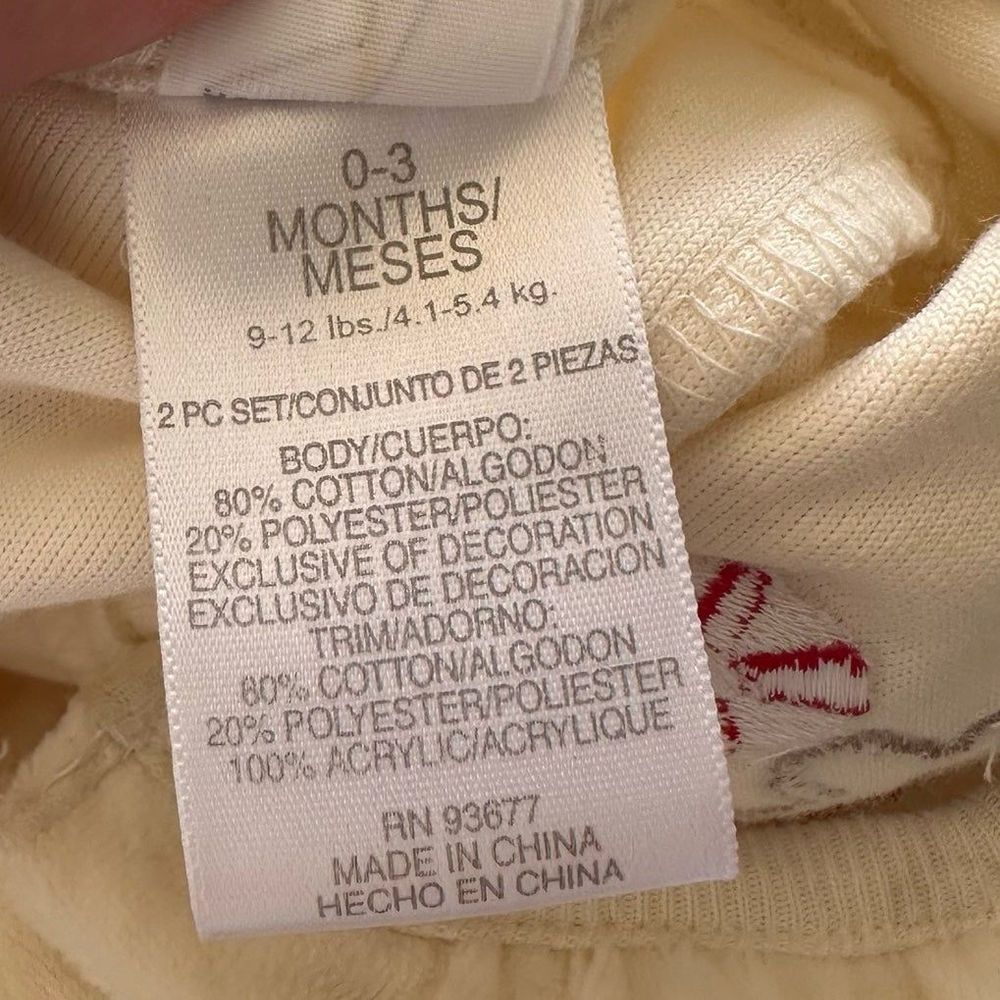 0-3
MONTHS/
MESES
9-12 lbs./4.1-5.4 kg.
2 PC SET/CONJUNTO DE 2 PIEZAS
BODY/CUERPO:
80% COTTON/ALGODON
20% POLYESTER/POLIESTER
EXCLUSIVE OF DECORATION
EXCLUSIVO DE DECORACION
TRIM/ADORNO:
80% COTTON/ALGODON
20% POLYESTER/POLIESTER
100% ACRYLIC/ACRYLIQUE
RN 93677
MADE IN CHINA
HECHO EN CHINA